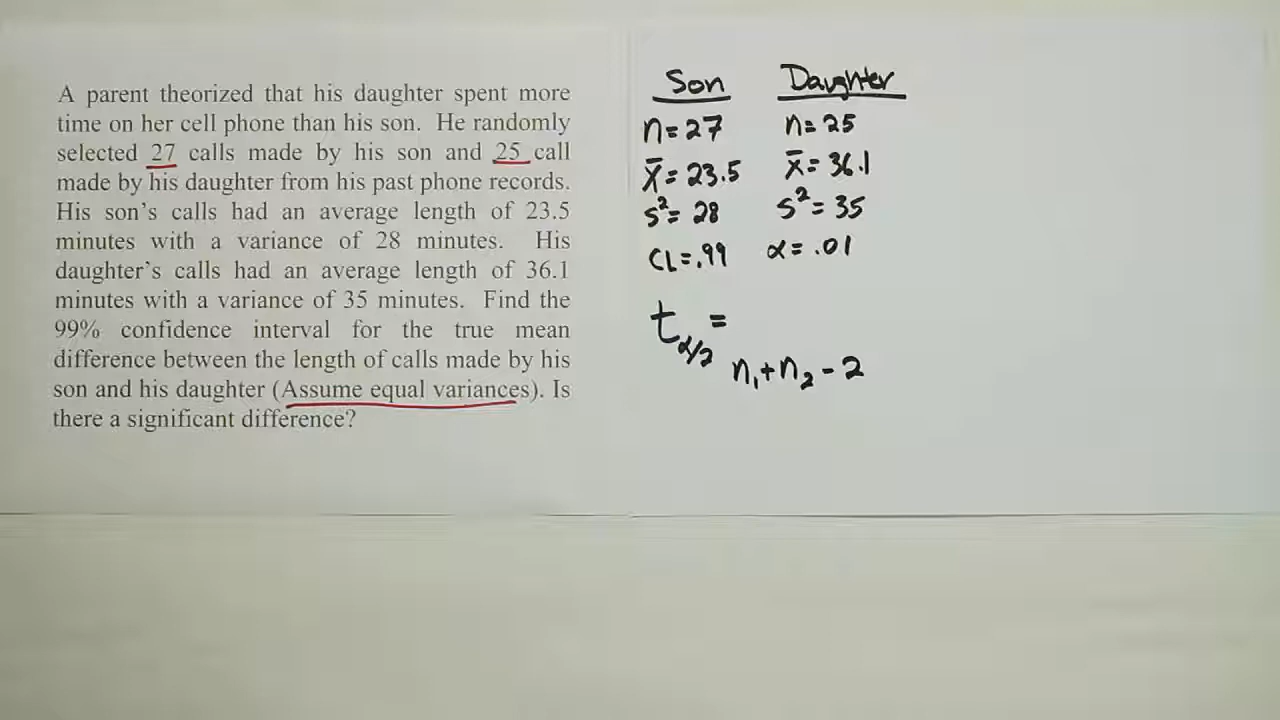 A parent theorized that his daughter spent more
time on her cell phone than his son. He randomly
selected 27 calls made by his son and 25 call
made by his daughter from his past phone records.
His son's calls had an average length of 23.5
minutes with a variance of 28 minutes. His
daughter's calls had an average length of 36.1
minutes with a variance of 35 minutes. Find the
99% confidence interval for the true mean
difference between the length of calls made by his
son and his daughter (Assume equal variances). Is
there a significant difference?
Son Daughter
n=27 n=25
x̄=23.5 x̄=36.1
s²=28 s²=35
CL=.99 α=.01
t α/2 =
n₁+n₂-2